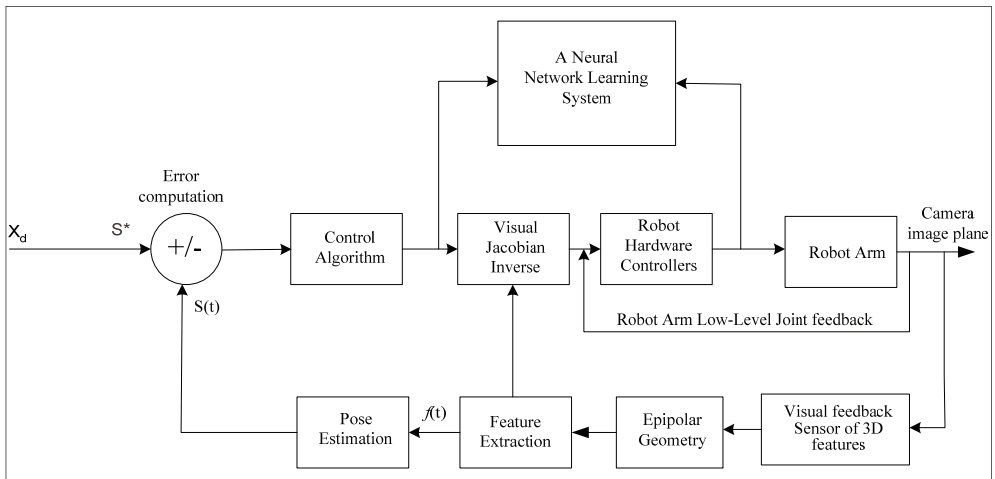 A Neural
Network Learning
System
Error
computation
X_d
S*
+/-
Control
Algorithm
Visual
Jacobian
Inverse
Robot
Hardware
Controllers
Robot Arm
Camera
image plane
S(t)
Robot Arm Low-Level Joint feedback
Pose
Estimation
f(t)
Feature
Extraction
Epipolar
Geometry
Visual feedback
Sensor of 3D
features